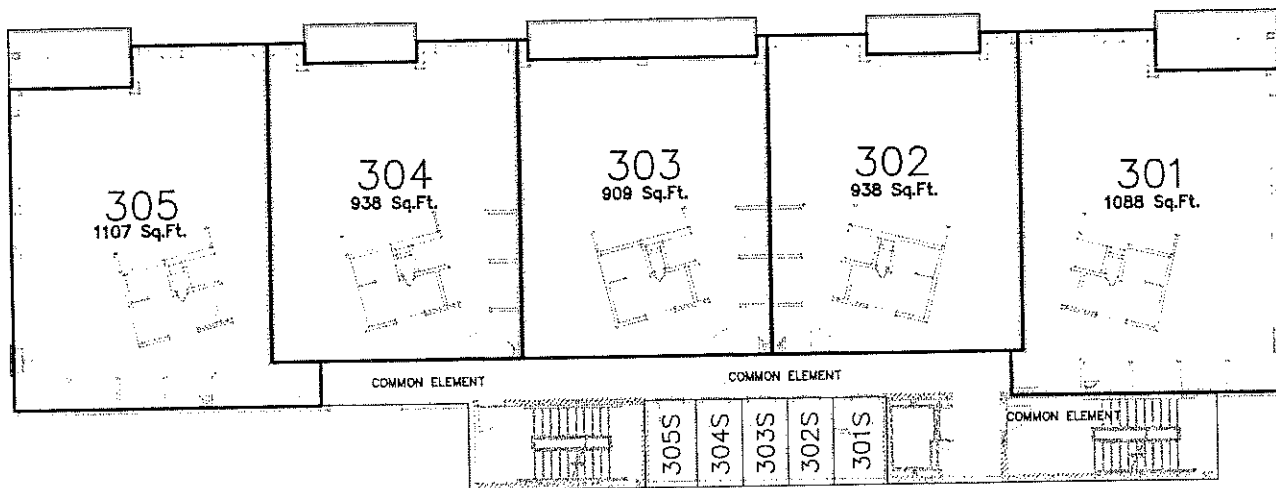 305
1107 Sq.Ft.
304
938 Sq.Ft.
303
909 Sq.Ft.
302
938 Sq.Ft.
301
1088 Sq.Ft.
COMMON ELEMENT
COMMON ELEMENT
COMMON ELEMENT
305S
304S
303S
302S
301S